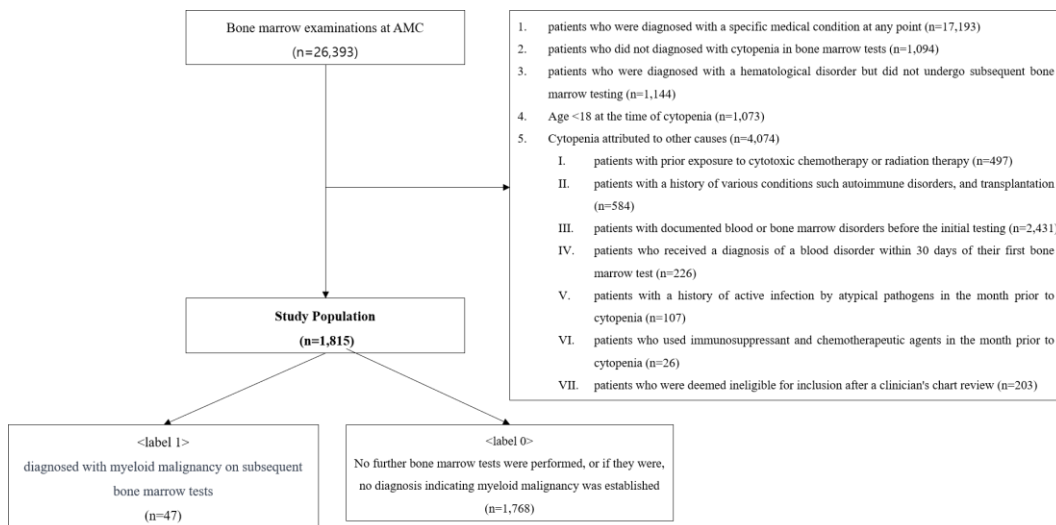 Bone marrow examinations at AMC
(n=26,393)
1. patients who were diagnosed with a specific medical condition at any point (n=17,193)
2. patients who did not diagnosed with cytopenia in bone marrow tests (n=1,094)
3. patients who were diagnosed with a hematological disorder but did not undergo subsequent bone
marrow testing (n=1,144)
4. Age <18 at the time of cytopenia (n=1,073)
5. Cytopenia attributed to other causes (n=4,074)
I. patients with prior exposure to cytotoxic chemotherapy or radiation therapy (n=497)
II. patients with a history of various conditions such autoimmune disorders, and transplantation
(n=584)
III. patients with documented blood or bone marrow disorders before the initial testing (n=2,431)
IV. patients who received a diagnosis of a blood disorder within 30 days of their first bone
marrow test (n=226)
V. patients with a history of active infection by atypical pathogens in the month prior to
cytopenia (n=107)
VI. patients who used immunosuppressant and chemotherapeutic agents in the month prior to
cytopenia (n=26)
VII. patients who were deemed ineligible for inclusion after a clinician's chart review (n=203)
Study Population
(n=1,815)
<label 1>
diagnosed with myeloid malignancy on subsequent
bone marrow tests
(n=47)
<label 0>
No further bone marrow tests were performed, or if they were,
no diagnosis indicating myeloid malignancy was established
(n=1,768)